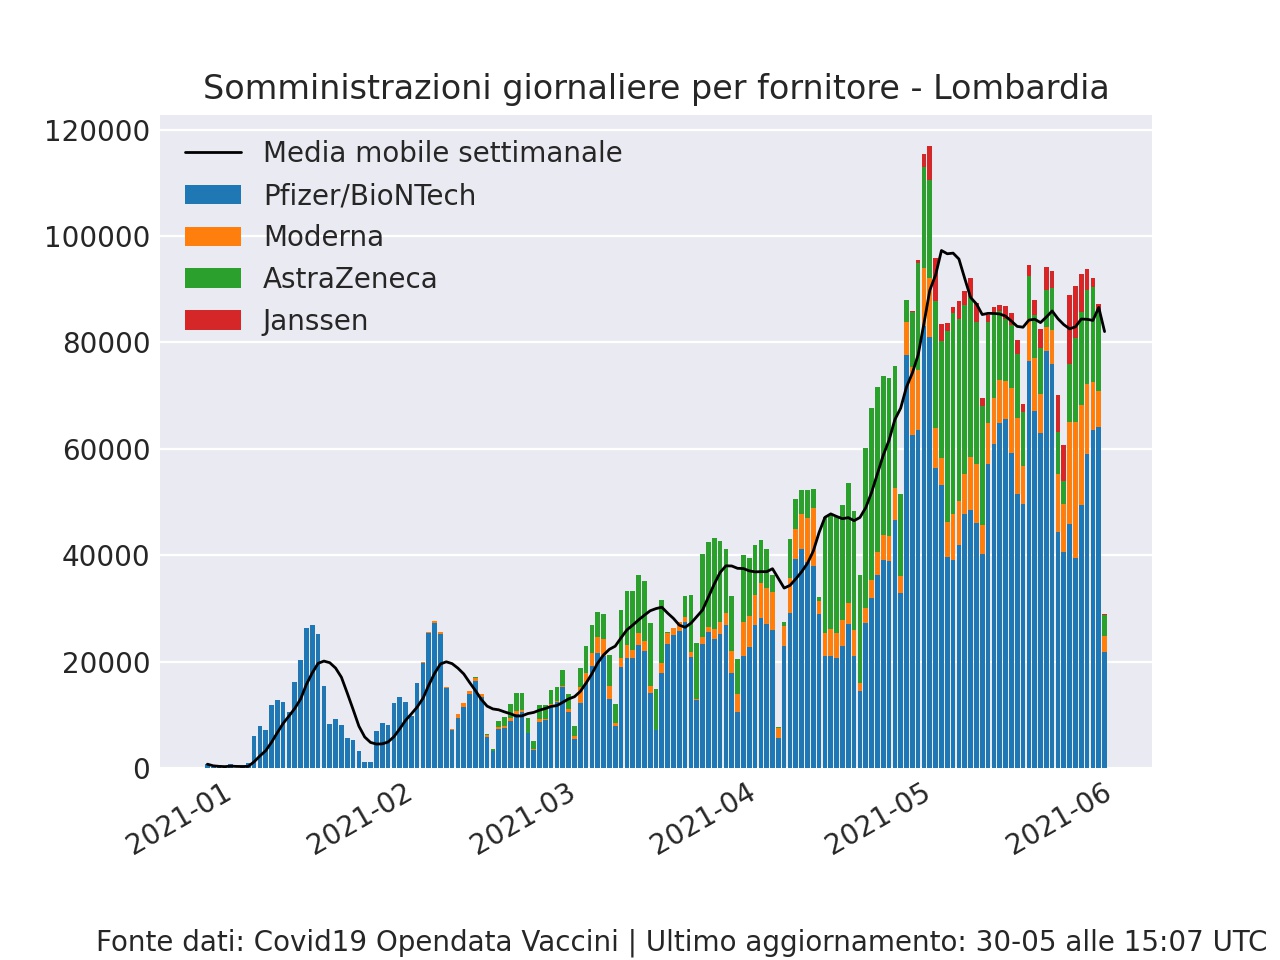 Somministrazioni giornaliere per fornitore - Lombardia
120000
100000
80000
60000
40000
20000
0
Media mobile settimanale
Pfizer/BioNTech
Moderna
AstraZeneca
Janssen
2021-01
2021-02
2021-03
2021-04
2021-05
2021-06
Fonte dati: Covid19 Opendata Vaccini | Ultimo aggiornamento: 30-05 alle 15:07 UTC